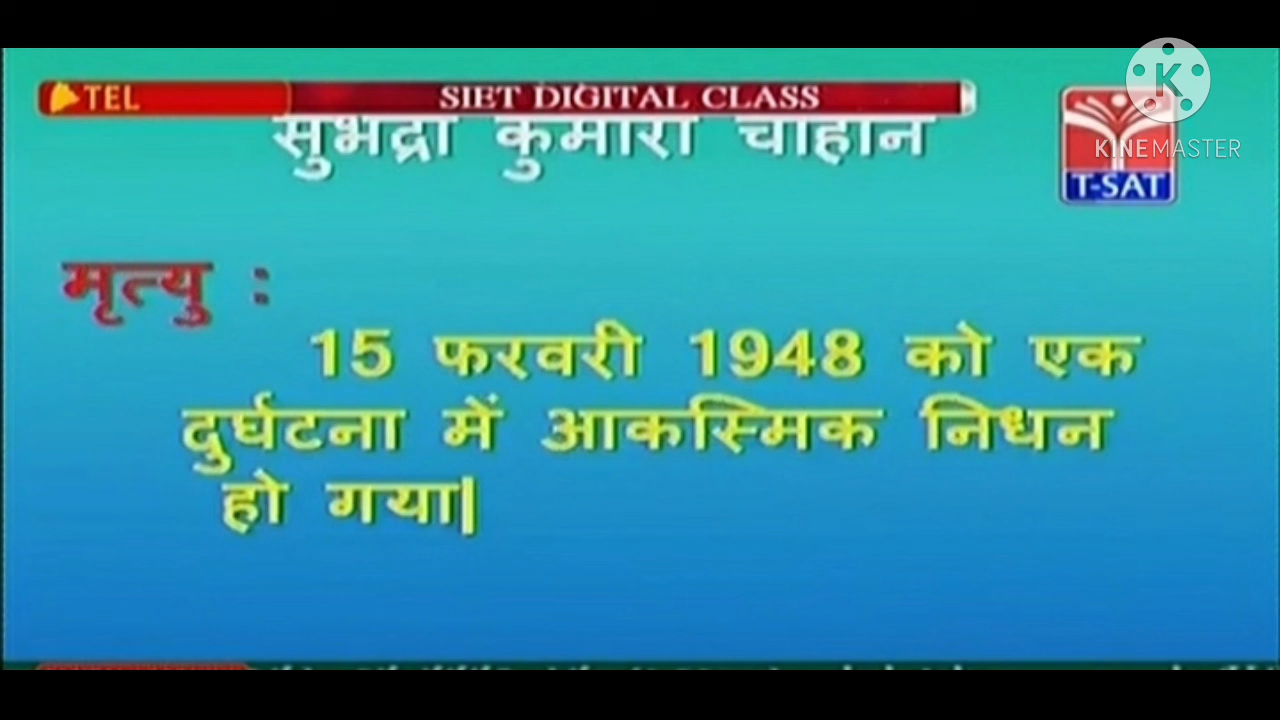 TEL
SIET DIGITAL CLASS
सुभद्रा कुमारी चौहान
KINEMASTER
T-SAT
मृत्यु :
15 फरवरी 1948 को एक
दुर्घटना में आकस्मिक निधन
हो गया|